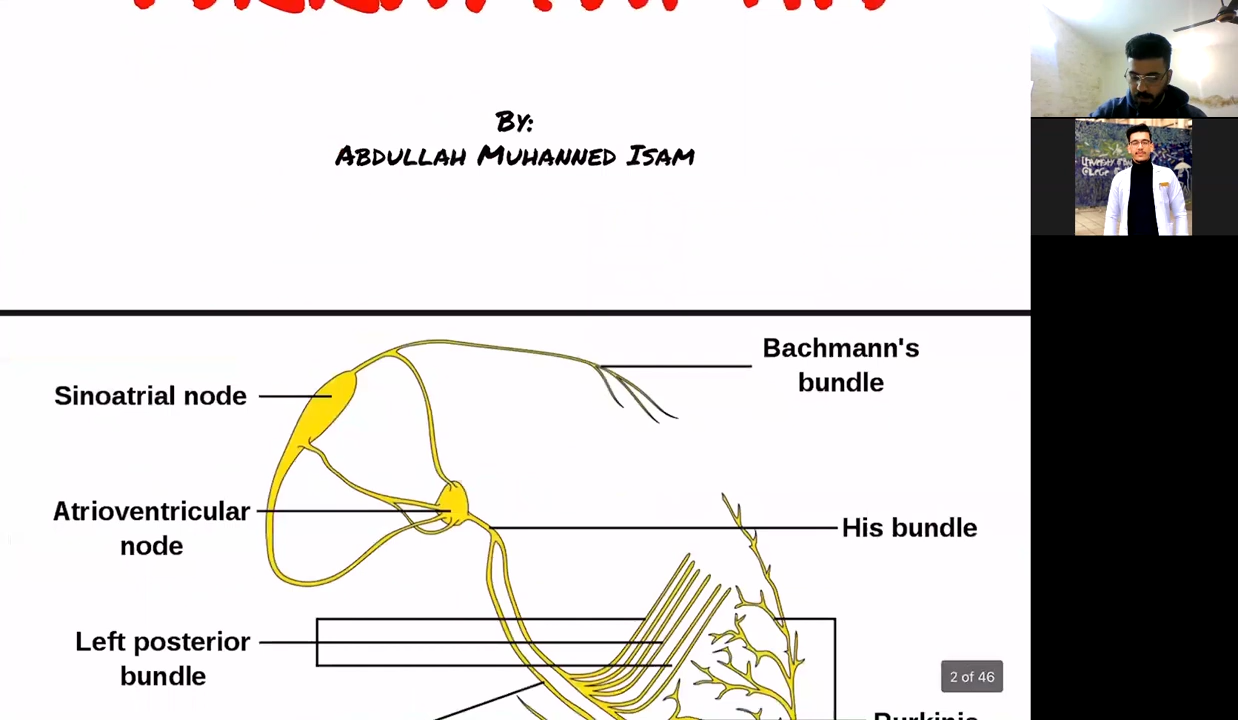 By:
Abdullah Muhanned Isam
Bachmann's
bundle
Sinoatrial node
Atrioventricular
node
His bundle
Left posterior
bundle
2 of 46